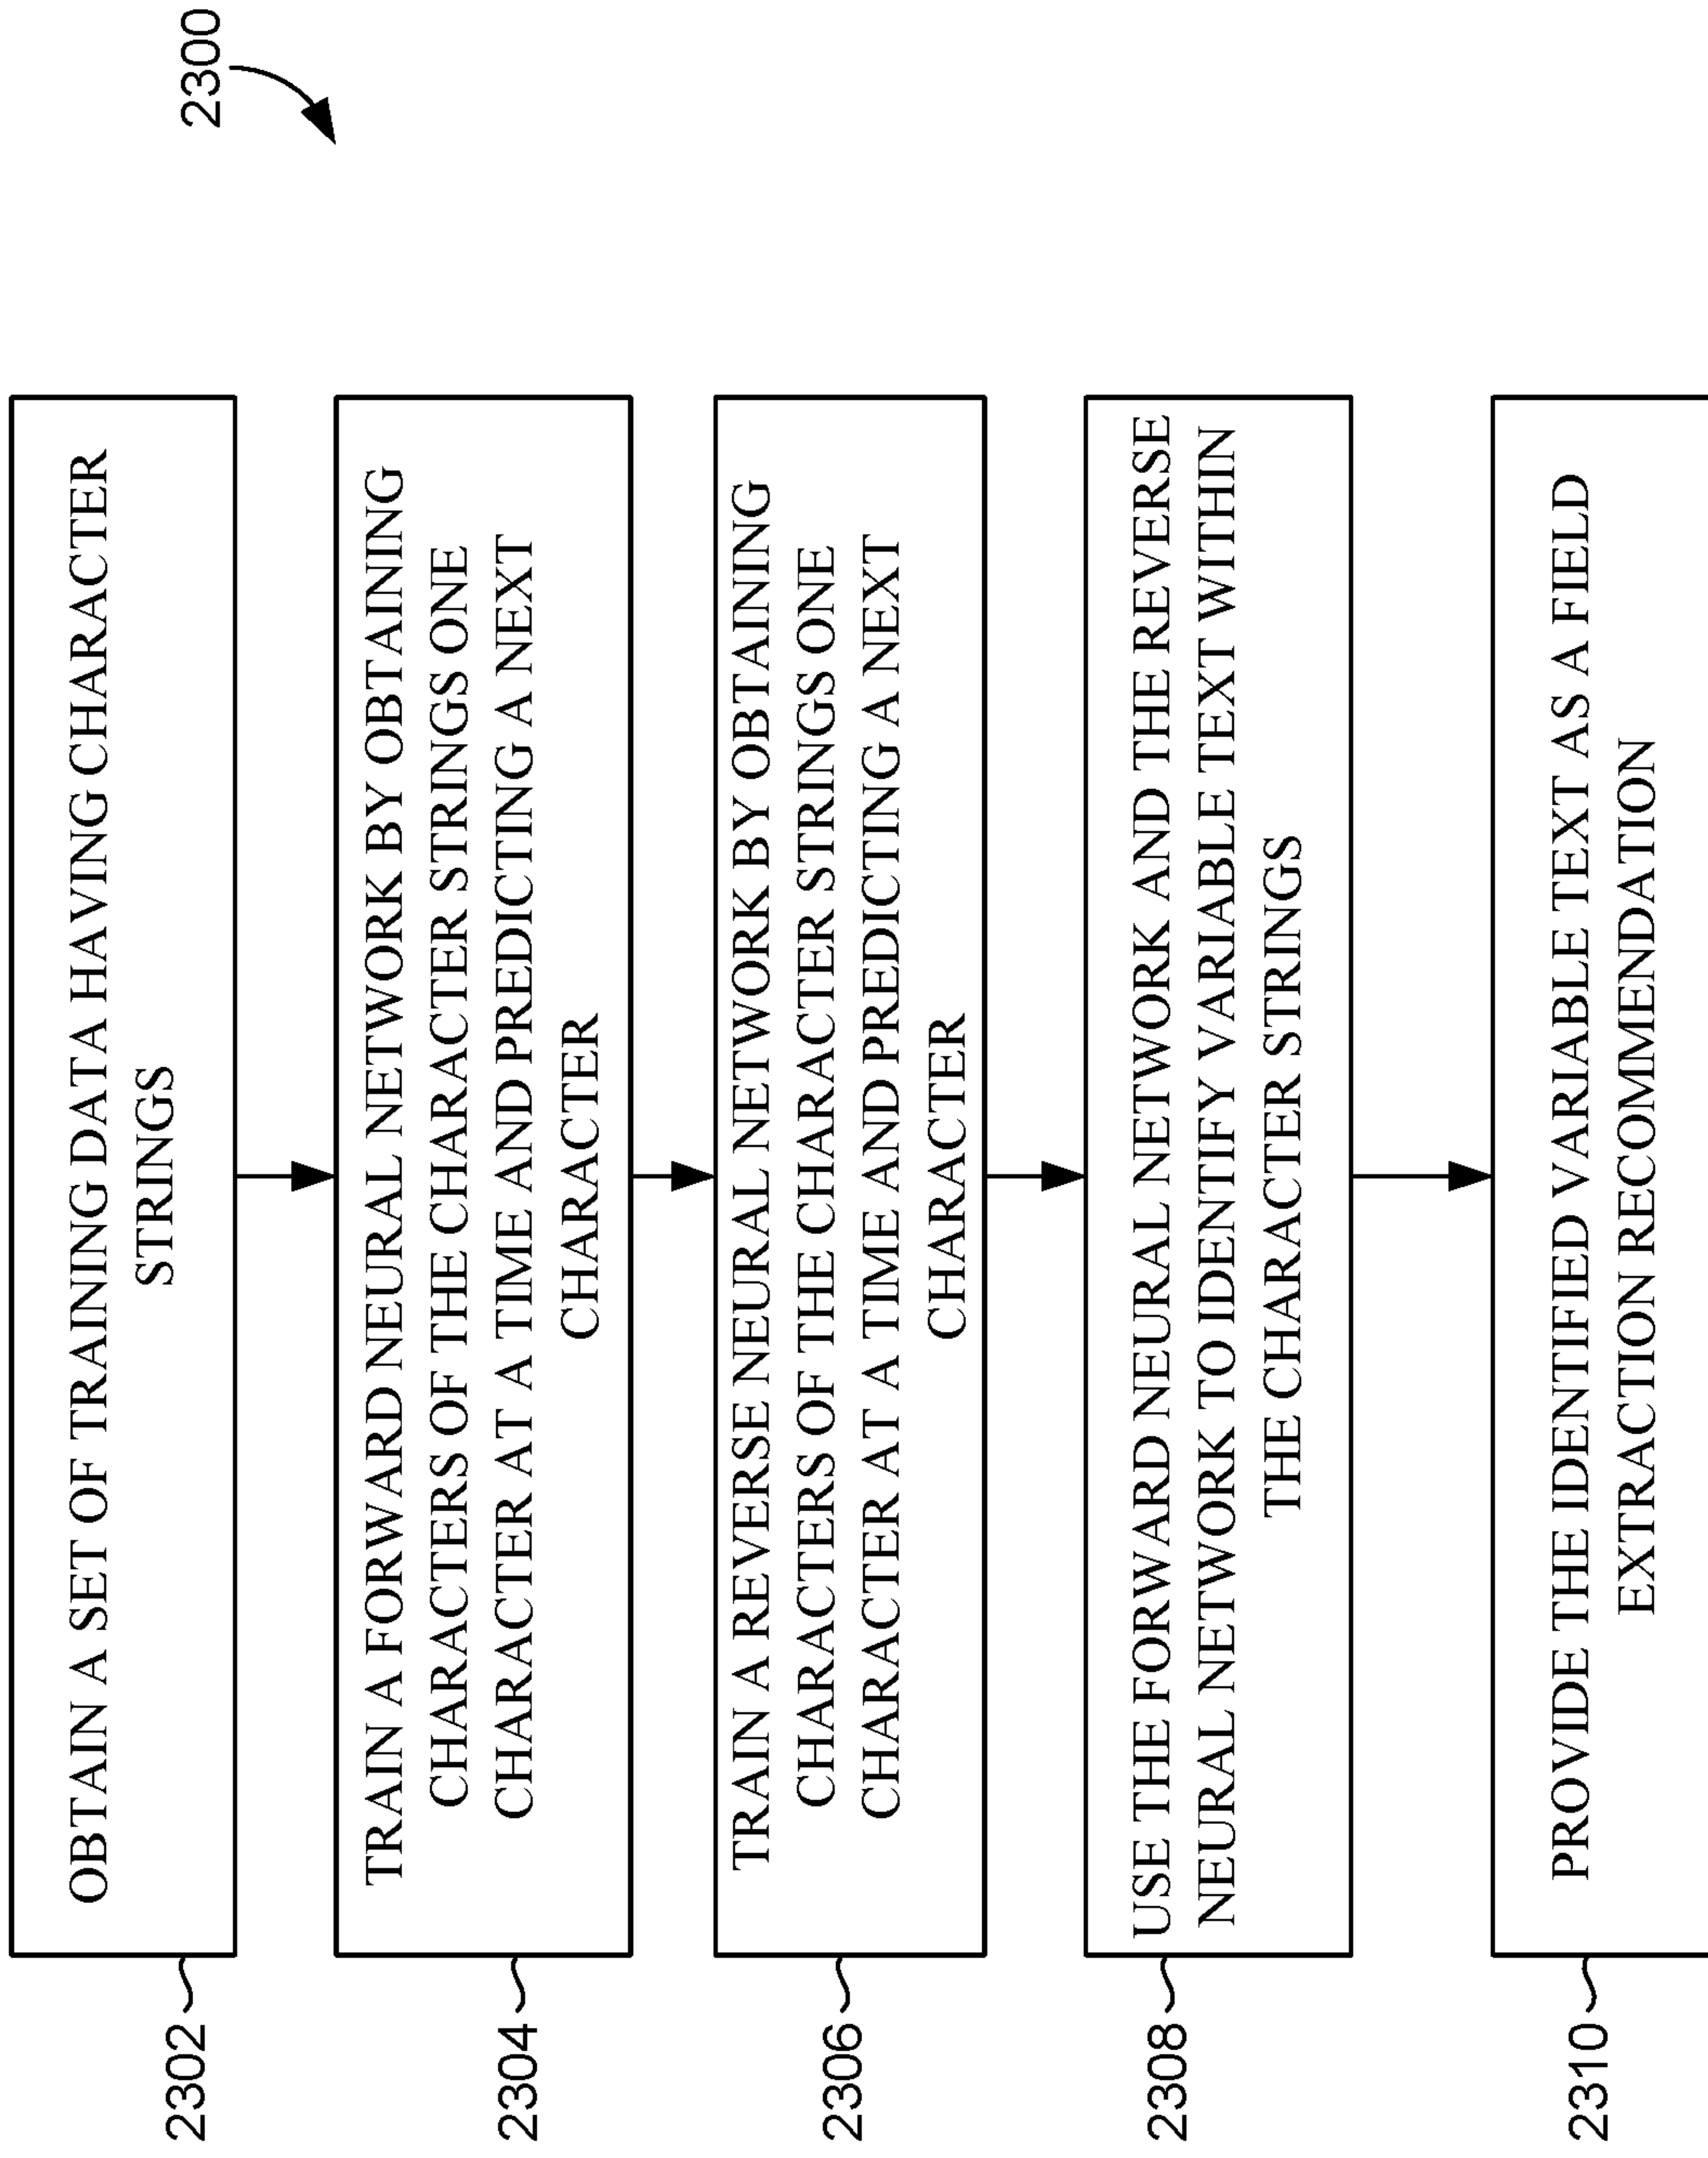 2300
2302
OBTAIN A SET OF TRAINING DATA HAVING CHARACTER
STRINGS
2304
TRAIN A FORWARD NEURAL NETWORK BY OBTAINING
CHARACTERS OF THE CHARACTER STRINGS ONE
CHARACTER AT A TIME AND PREDICTING A NEXT
CHARACTER
2306
TRAIN A REVERSE NEURAL NETWORK BY OBTAINING
CHARACTERS OF THE CHARACTER STRINGS ONE
CHARACTER AT A TIME AND PREDICTING A NEXT
CHARACTER
2308
USE THE FORWARD NEURAL NETWORK AND THE REVERSE
NEURAL NETWORK TO IDENTIFY VARIABLE TEXT WITHIN
THE CHARACTER STRINGS
2310
PROVIDE THE IDENTIFIED VARIABLE TEXT AS A FIELD
EXTRACTION RECOMMENDATION